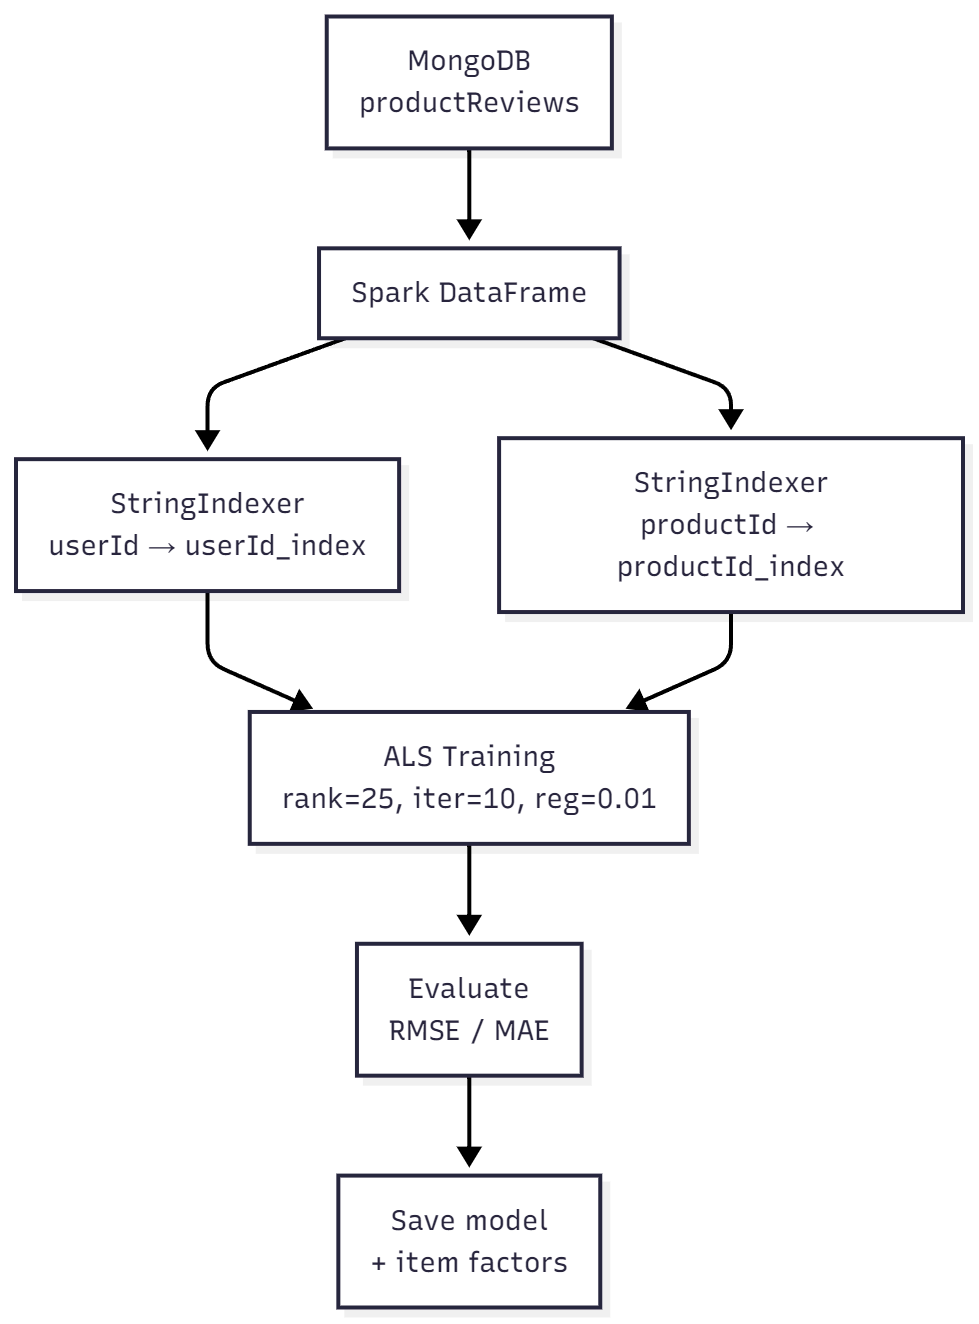 MongoDB
productReviews
Spark DataFrame
StringIndexer
userId → userId_index
StringIndexer
productId →
productId_index
ALS Training
rank=25, iter=10, reg=0.01
Evaluate
RMSE / MAE
Save model
+ item factors